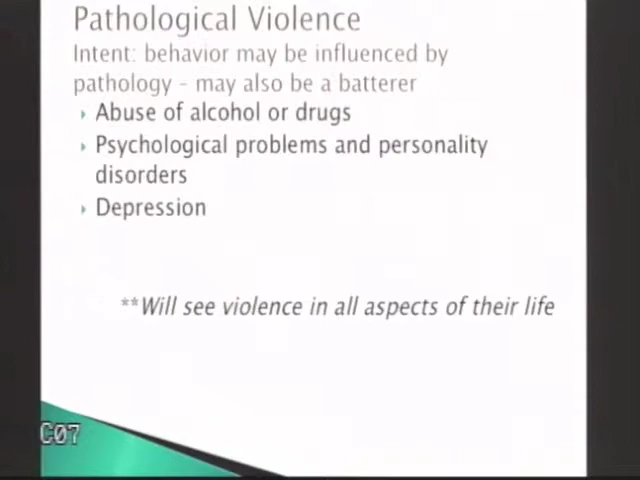 Pathological Violence
Intent: behavior may be influenced by
pathology – may also be a batterer
Abuse of alcohol or drugs
Psychological problems and personality
disorders
Depression
**Will see violence in all aspects of their life
C07